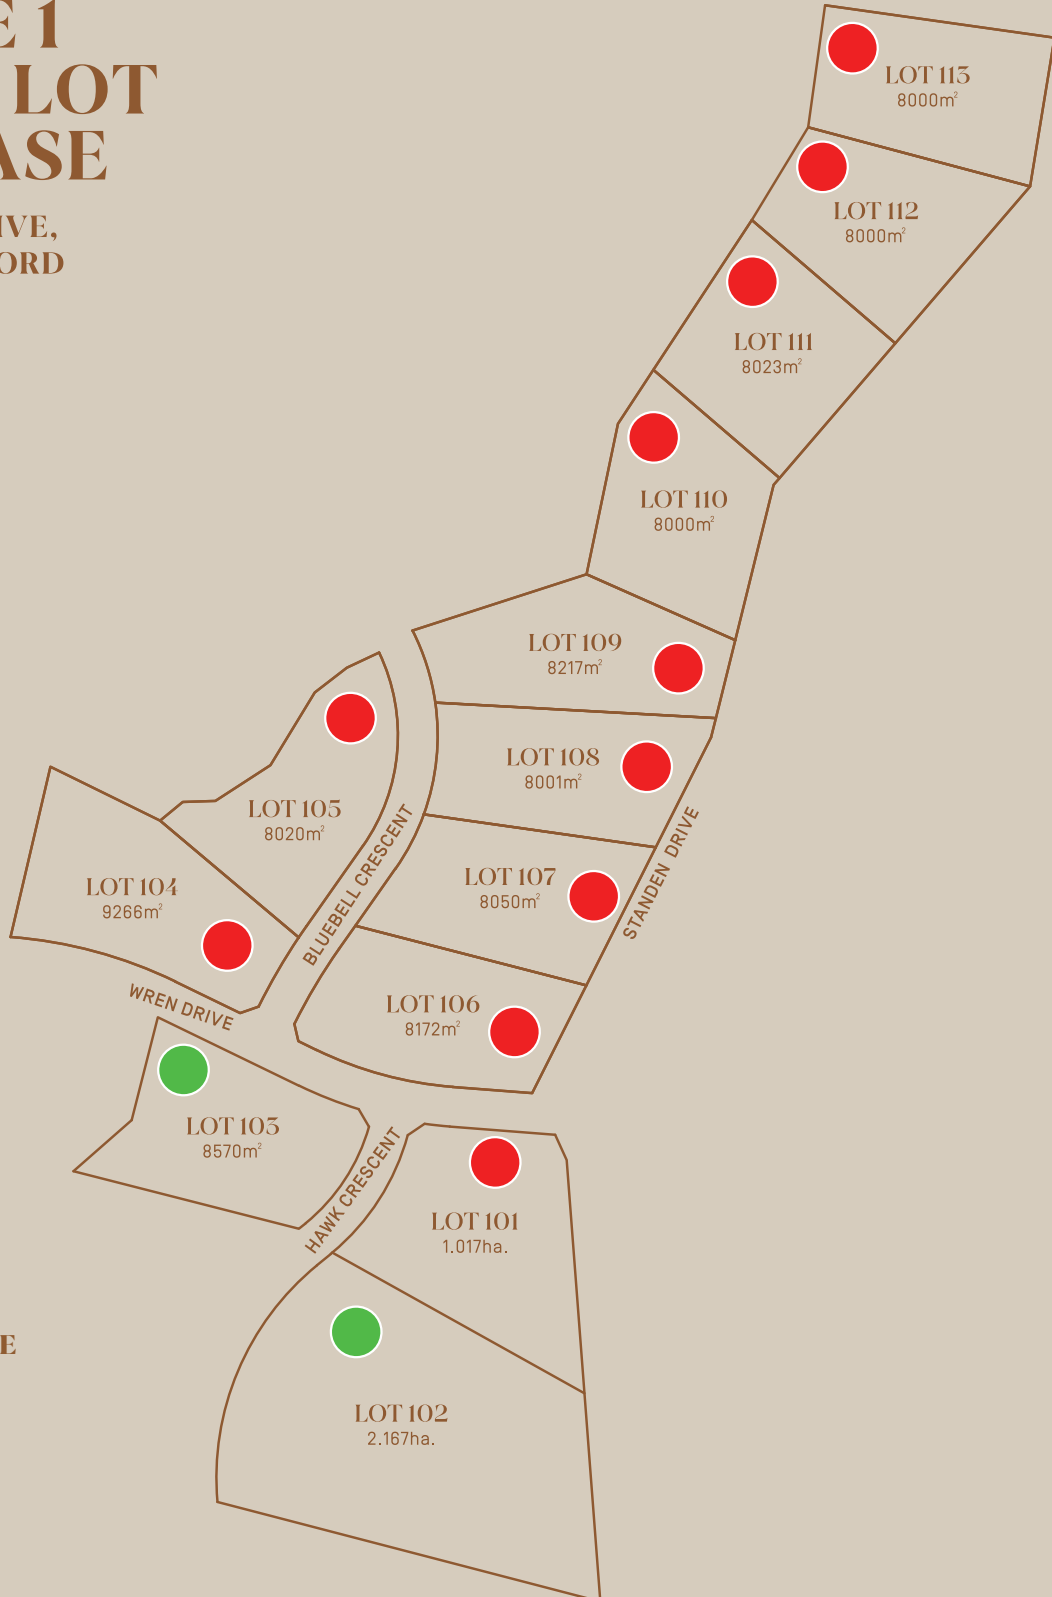 E 1
LOT
ASE
IVE,
ORD
LOT 113
8000m²
LOT 112
8000m²
LOT 111
8023m²
LOT 110
8000m²
LOT 109
8217m²
LOT 108
8001m²
LOT 105
8020m²
BLUEBELL CRESCENT
STANDEN DRIVE
LOT 107
8050m²
LOT 104
9266m²
WREN DRIVE
LOT 106
8172m²
LOT 103
8570m²
HAWK CRESCENT
LOT 101
1.017ha.
E
LOT 102
2.167ha.